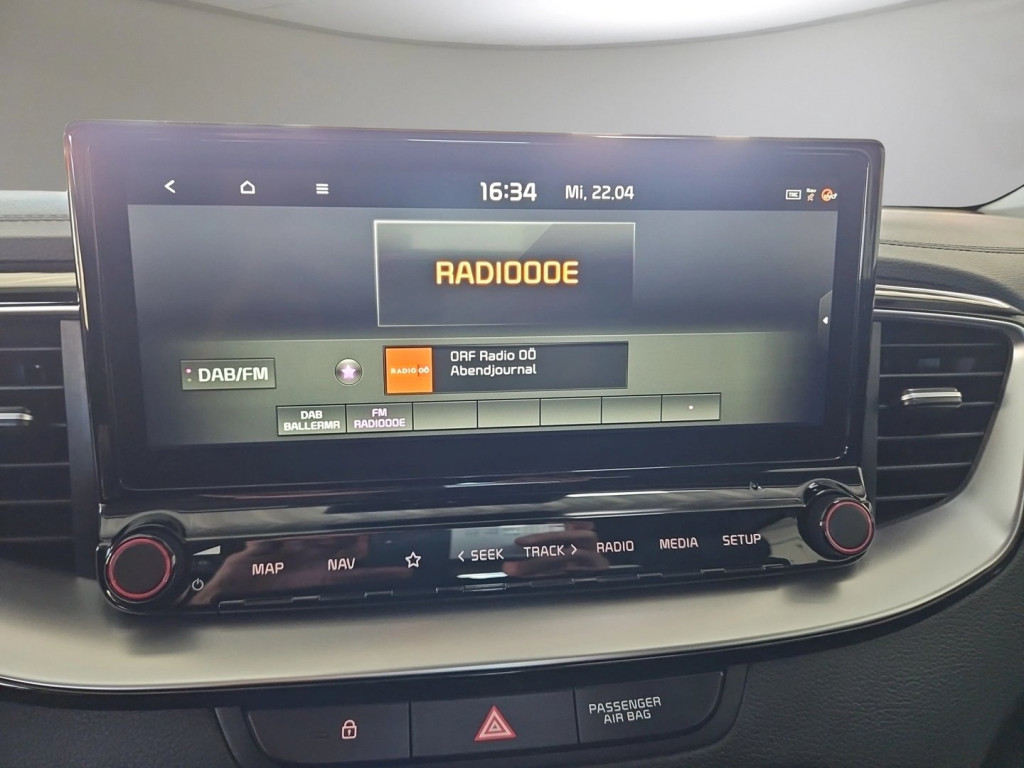 16:34 Mi, 22.04
RADIOOOE
DAB/FM
RADIO OÖ
ORF Radio OÖ
Abendjournal
DAB
BALLERMR
FM
RADIOOOE
MAP
NAV
SEEK
TRACK
RADIO
MEDIA
SETUP
PASSENGER
AIR BAG